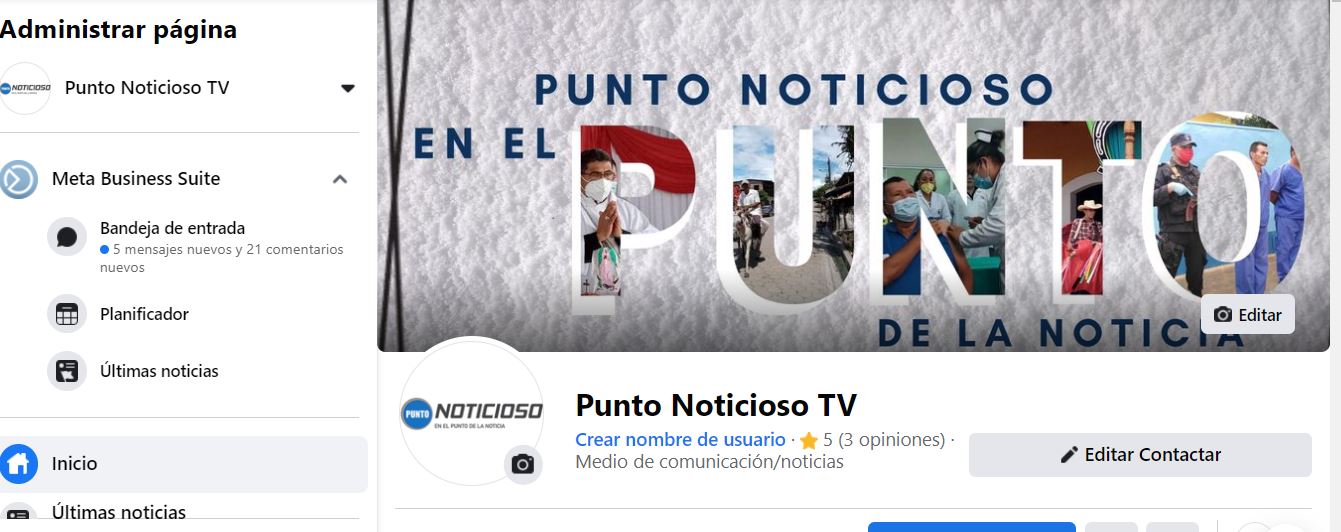 Administrar página
PUNTO NOTICIOSO
Punto Noticioso TV
PUNTO NOTICIOSO
EN EL PUNTO
DE LA NOTICIA
Meta Business Suite
Bandeja de entrada
5 mensajes nuevos y 21 comentarios
nuevos
Planificador
Últimas noticias
Editar
Inicio
Últimas noticias
PUNTO NOTICIOSO
EN EL PUNTO DE LA NOTICIA
Punto Noticioso TV
Crear nombre de usuario · 5 (3 opiniones) ·
Medio de comunicación/noticias
Editar Contactar